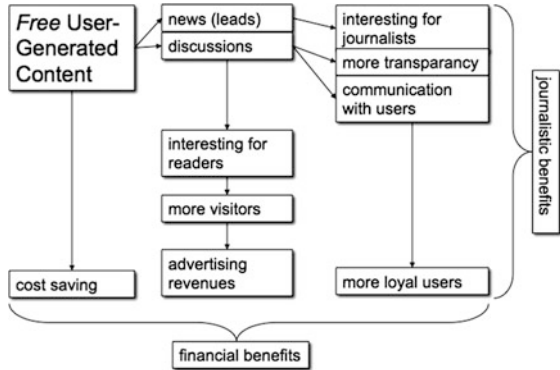 Free User-
Generated
Content
news (leads)
discussions
interesting for
journalists
more transparancy
communication
with users
interesting for
readers
more visitors
advertising
revenues
cost saving
more loyal users
journalistic benefits
financial benefits